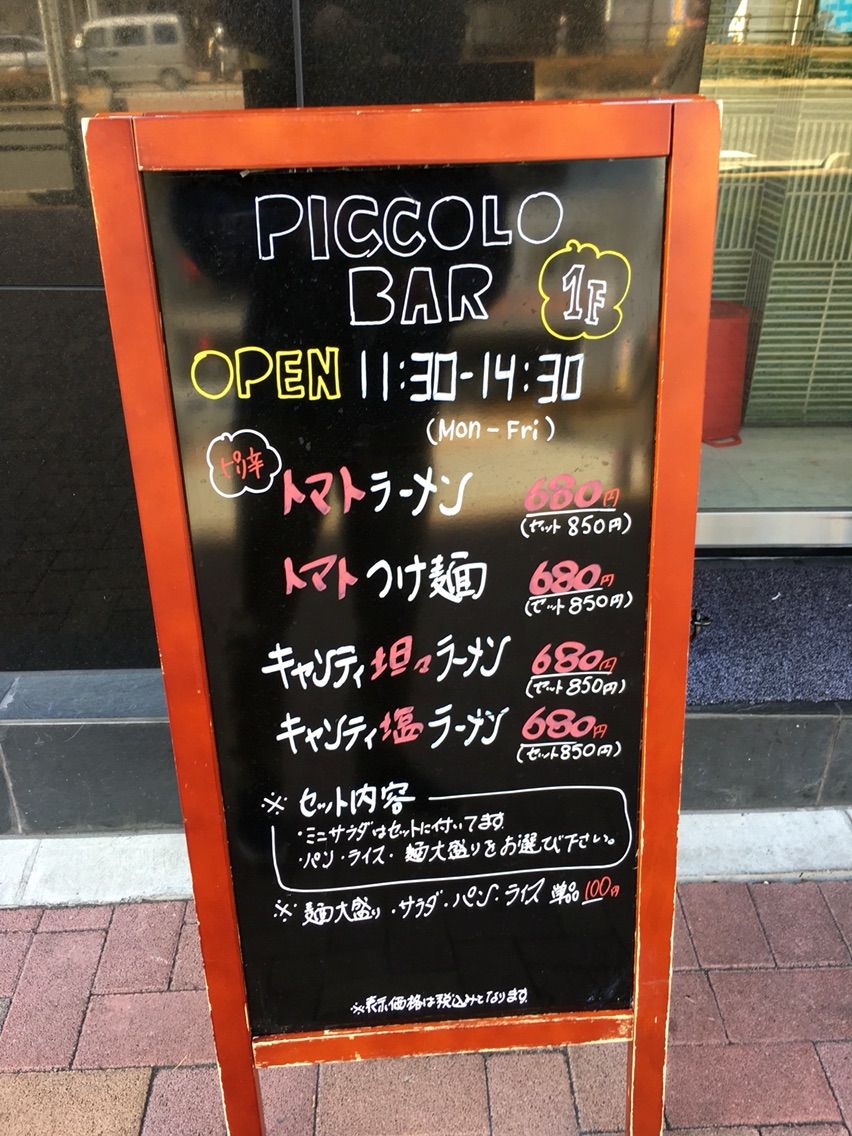 PICCOLO
BAR
1F
OPEN 11:30-14:30
(Mon-Fri)
ピリ辛
トマトラーメン 680円
(セット850円)
トマトつけ麺 680円
(セット850円)
キャンティ坦々ラーメン 680円
(セット850円)
キャンティ塩ラーメン 680円
(セット850円)
※ セット内容
・ミニサラダはセットに付いてます。
・パン・ライス・麺大盛りをお選び下さい。
※ 麺大盛り・サラダ・パン・ライス 単品100円
※表示価格は税込みとなります